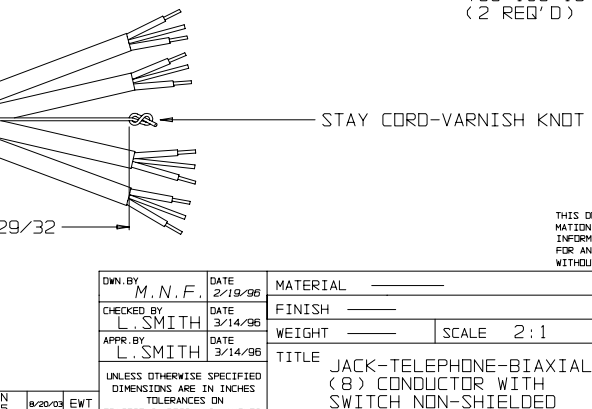 (2 REQ'D)
STAY CORD-VARNISH KNOT
29/32
THIS
MATION
INFORM
FOR AN
WITHOU
DWN.BY M.N.F. DATE 2/19/96
CHECKED BY L.SMITH DATE 3/14/96
APPR.BY L.SMITH DATE 3/14/96
UNLESS OTHERWISE SPECIFIED
DIMENSIONS ARE IN INCHES
TOLERANCES ON
MATERIAL
FINISH
WEIGHT SCALE 2:1
TITLE JACK-TELEPHONE-BIAXIAL
(8) CONDUCTOR WITH
SWITCH NON-SHIELDED
8/20/03 EWT